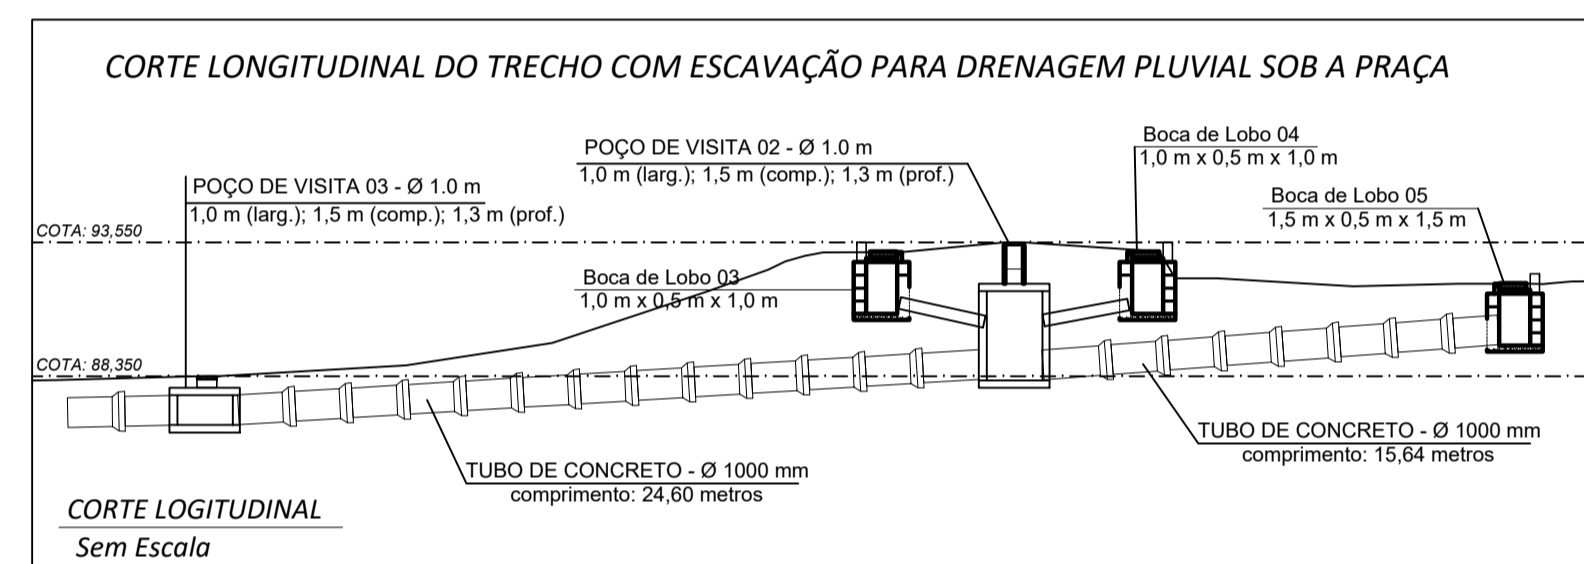 CORTE LONGITUDINAL DO TRECHO COM ESCAVAÇÃO PARA DRENAGEM PLUVIAL SOB A PRAÇA
POÇO DE VISITA 03 - Ø 1.0 m
1,0 m (larg.); 1,5 m (comp.); 1,3 m (prof.)
POÇO DE VISITA 02 - Ø 1.0 m
1,0 m (larg.); 1,5 m (comp.); 1,3 m (prof.)
Boca de Lobo 04
1,0 m x 0,5 m x 1,0 m
Boca de Lobo 05
1,5 m x 0,5 m x 1,5 m
COTA: 93,550
Boca de Lobo 03
1,0 m x 0,5 m x 1,0 m
COTA: 88,350
TUBO DE CONCRETO - Ø 1000 mm
comprimento: 24,60 metros
TUBO DE CONCRETO - Ø 1000 mm
comprimento: 15,64 metros
CORTE LOGITUDINAL
Sem Escala